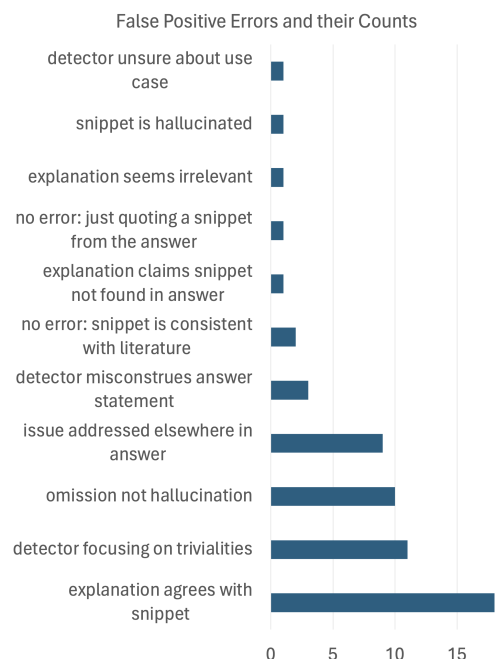 False Positive Errors and their Counts
detector unsure about use
case
snippet is hallucinated
explanation seems irrelevant
no error: just quoting a snippet
from the answer
explanation claims snippet
not found in answer
no error: snippet is consistent
with literature
detector misconstrues answer
statement
issue addressed elsewhere in
answer
omission not hallucination
detector focusing on trivialities
explanation agrees with
snippet
0 5 10 15